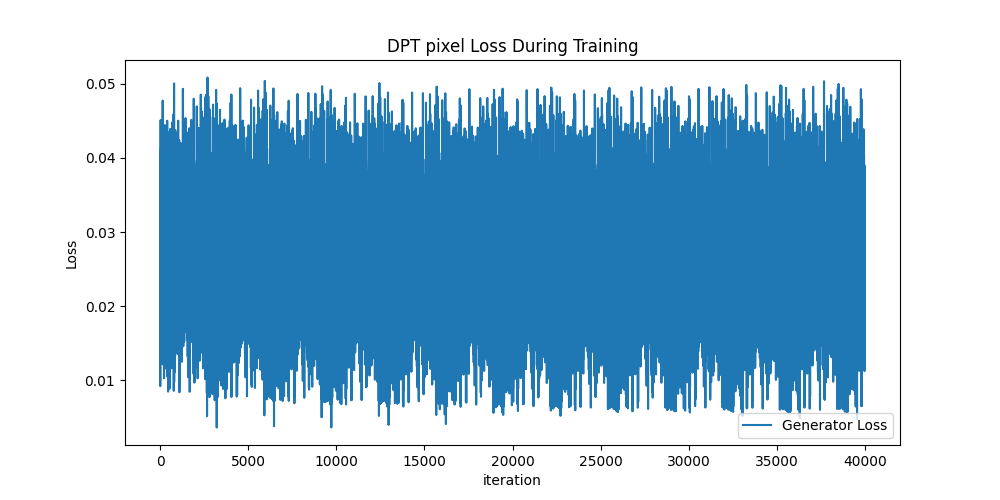 DPT pixel Loss During Training
Loss
0.05
0.04
0.03
0.02
0.01
Generator Loss
0 5000 10000 15000 20000 25000 30000 35000 40000
iteration